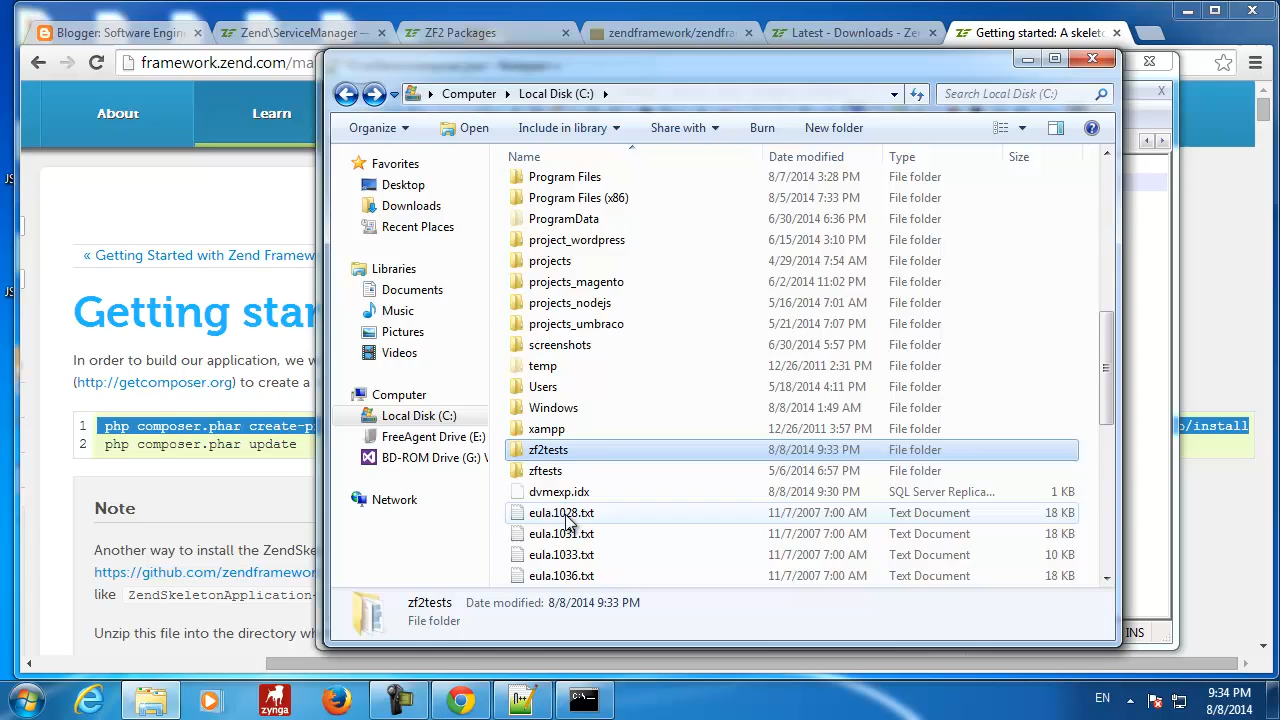 Blogger: Software Engin
Zend\ServiceManager —
ZF2 Packages
zendframework/zendfra
Latest - Downloads - Zen
Getting started: A skelet
framework.zend.com/ma
About
Learn
« Getting Started with Zend Framew
Getting star
In order to build our application, we w
(http://getcomposer.org) to create a
1 php composer.phar create-p
o/install
2 php composer.phar update
Note
Another way to install the ZendSke
https://github.com/zendframewor
like ZendSkeletonApplication-
Unzip this file into the directory wh
Computer
Local Disk (C:)
Search Local Disk (C:)
Organize
Open
Include in library
Share with
Burn
New folder
Favorites
Desktop
Downloads
Recent Places
Libraries
Documents
Music
Pictures
Videos
Computer
Local Disk (C:)
FreeAgent Drive (E:)
BD-ROM Drive (G:) V
Network
Name Date modified Type Size
Program Files 8/7/2014 3:28 PM File folder
Program Files (x86) 8/5/2014 7:33 PM File folder
ProgramData 6/30/2014 6:36 PM File folder
project_wordpress 6/15/2014 3:10 PM File folder
projects 4/29/2014 7:54 AM File folder
projects_magento 6/2/2014 11:02 PM File folder
projects_nodejs 5/16/2014 7:01 AM File folder
projects_umbraco 5/21/2014 7:07 PM File folder
screenshots 6/30/2014 5:57 PM File folder
temp 12/26/2011 2:31 PM File folder
Users 5/18/2014 4:11 PM File folder
Windows 8/8/2014 1:49 AM File folder
xampp 12/26/2011 3:57 PM File folder
zf2tests 8/8/2014 9:33 PM File folder
zftests 5/6/2014 6:57 PM File folder
dvmexp.idx 8/8/2014 9:30 PM SQL Server Replica... 1 KB
eula.1028.txt 11/7/2007 7:00 AM Text Document 18 KB
eula.1031.txt 11/7/2007 7:00 AM Text Document 18 KB
eula.1033.txt 11/7/2007 7:00 AM Text Document 10 KB
eula.1036.txt 11/7/2007 7:00 AM Text Document 18 KB
zf2tests Date modified: 8/8/2014 9:33 PM
File folder
INS
JS
JS
zynga
EN
9:34 PM
8/8/2014